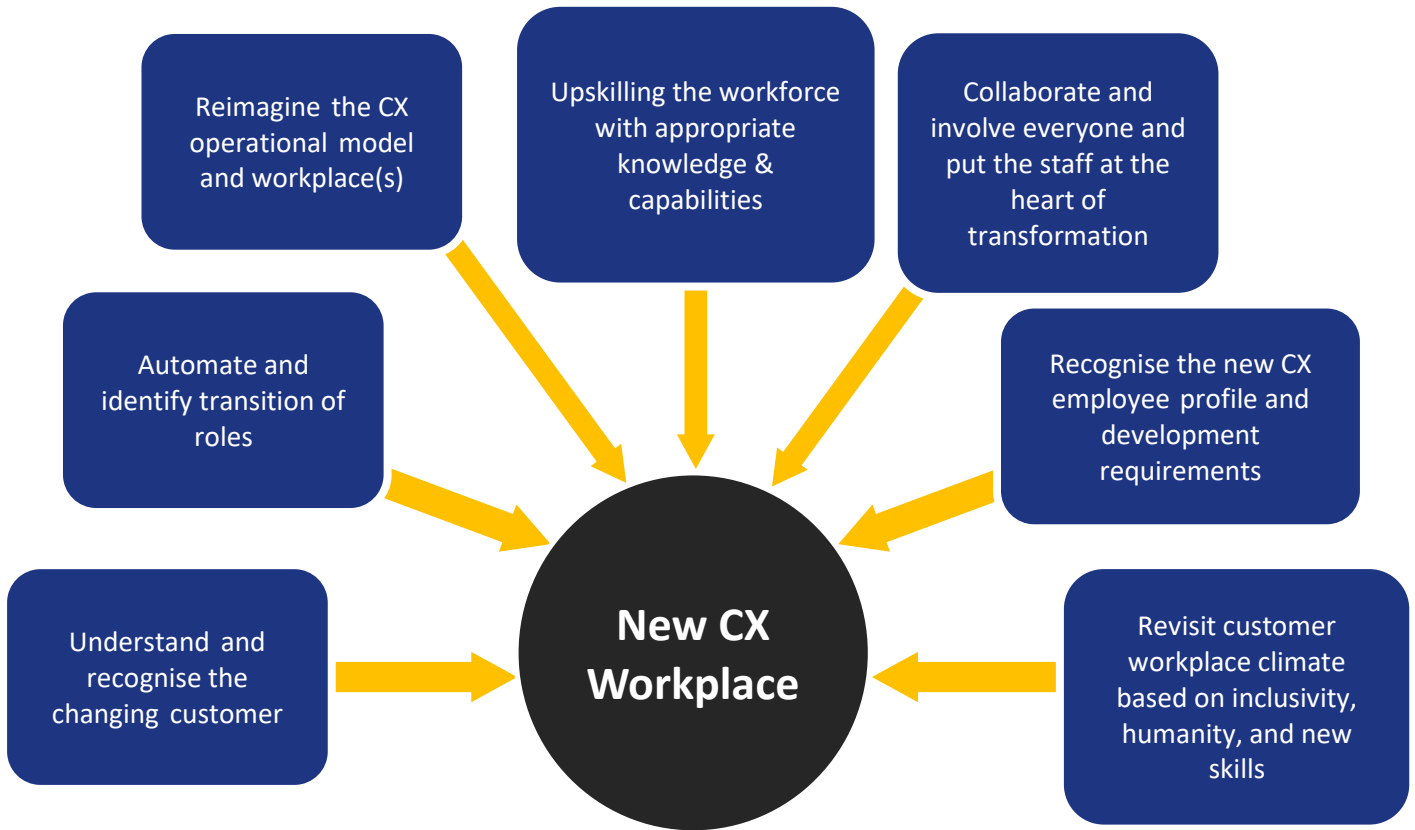 Reimagine the CX
operational model
and workplace(s)
Upskilling the workforce
with appropriate
knowledge &
capabilities
Collaborate and
involve everyone and
put the staff at the
heart of
transformation
Automate and
identify transition of
roles
Recognise the new CX
employee profile and
development
requirements
Understand and
recognise the
changing customer
New CX
Workplace
Revisit customer
workplace climate
based on inclusivity,
humanity, and new
skills